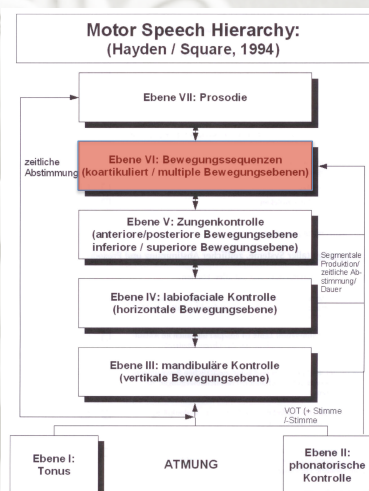 Motor Speech Hierarchy:
(Hayden / Square, 1994)
Ebene VII: Prosodie
zeitliche
Abstimmung
Ebene VI: Bewegungssequenzen
(koartikuliert / multiple Bewegungsebenen)
Ebene V: Zungenkontrolle
(anteriore/posteriore Bewegungsebene
inferiore / superiore Bewegungsebene)
Segmentale
Produktion/
zeitliche Ab-
stimmung/
Dauer
Ebene IV: labiofaciale Kontrolle
(horizontale Bewegungsebene)
Ebene III: mandibuläre Kontrolle
(vertikale Bewegungsebene)
VOT (+ Stimme
/-Stimme
Ebene I:
Tonus
ATMUNG
Ebene II:
phonatorische
Kontrolle